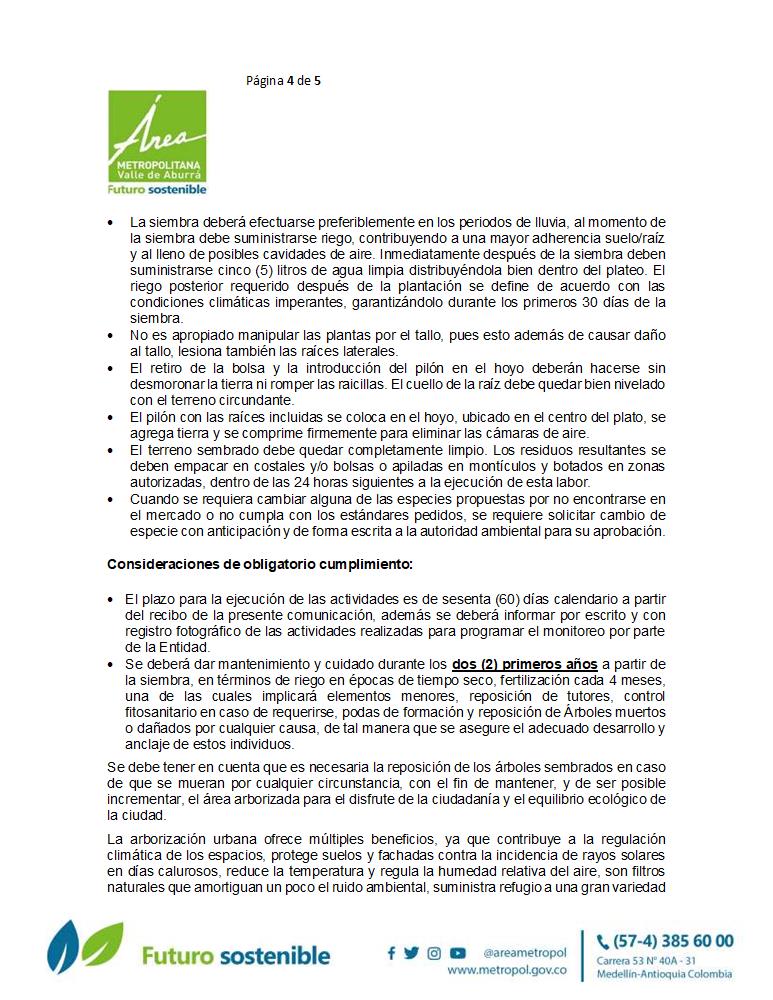 Página 4 de 5
Área
METROPOLITANA
Valle de Aburrá
Futuro sostenible
• La siembra deberá efectuarse preferiblemente en los periodos de lluvia, al momento de
la siembra debe suministrarse riego, contribuyendo a una mayor adherencia suelo/raíz
y al lleno de posibles cavidades de aire. Inmediatamente después de la siembra deben
suministrarse cinco (5) litros de agua limpia distribuyéndola bien dentro del plateo. El
riego posterior requerido después de la plantación se define de acuerdo con las
condiciones climáticas imperantes, garantizándolo durante los primeros 30 días de la
siembra.
• No es apropiado manipular las plantas por el tallo, pues esto además de causar daño
al tallo, lesiona también las raíces laterales.
• El retiro de la bolsa y la introducción del pilón en el hoyo deberán hacerse sin
desmoronar la tierra ni romper las raicillas. El cuello de la raíz debe quedar bien nivelado
con el terreno circundante.
• El pilón con las raíces incluidas se coloca en el hoyo, ubicado en el centro del plato, se
agrega tierra y se comprime firmemente para eliminar las cámaras de aire.
• El terreno sembrado debe quedar completamente limpio. Los residuos resultantes se
deben empacar en costales y/o bolsas o apiladas en montículos y botados en zonas
autorizadas, dentro de las 24 horas siguientes a la ejecución de esta labor.
• Cuando se requiera cambiar alguna de las especies propuestas por no encontrarse en
el mercado o no cumpla con los estándares pedidos, se requiere solicitar cambio de
especie con anticipación y de forma escrita a la autoridad ambiental para su aprobación.
Consideraciones de obligatorio cumplimiento:
• El plazo para la ejecución de las actividades es de sesenta (60) días calendario a partir
del recibo de la presente comunicación, además se deberá informar por escrito y con
registro fotográfico de las actividades realizadas para programar el monitoreo por parte
de la Entidad.
• Se deberá dar mantenimiento y cuidado durante los dos (2) primeros años a partir de
la siembra, en términos de riego en épocas de tiempo seco, fertilización cada 4 meses,
una de las cuales implicará elementos menores, reposición de tutores, control
fitosanitario en caso de requerirse, podas de formación y reposición de Árboles muertos
o dañados por cualquier causa, de tal manera que se asegure el adecuado desarrollo y
anclaje de estos individuos.
Se debe tener en cuenta que es necesaria la reposición de los árboles sembrados en caso
de que se mueran por cualquier circunstancia, con el fin de mantener, y de ser posible
incrementar, el área arborizada para el disfrute de la ciudadanía y el equilibrio ecológico de
la ciudad.
La arborización urbana ofrece múltiples beneficios, ya que contribuye a la regulación
climática de los espacios, protege suelos y fachadas contra la incidencia de rayos solares
en días calurosos, reduce la temperatura y regula la humedad relativa del aire, son filtros
naturales que amortiguan un poco el ruido ambiental, suministra refugio a una gran variedad
Futuro sostenible
@areametropol
www.metropol.gov.co
(57-4) 385 60 00
Carrera 53 N° 40A - 31
Medellín-Antioquia Colombia